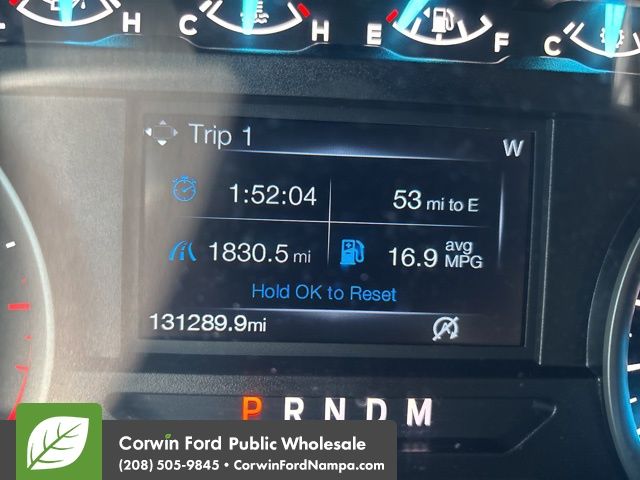 H C H E F C
Trip 1 W
1:52:04 53 mi to E
1830.5 mi 16.9 avg MPG
Hold OK to Reset
131289.9mi
P R N D M
Corwin Ford Public Wholesale
(208) 505-9845 • CorwinFordNampa.com